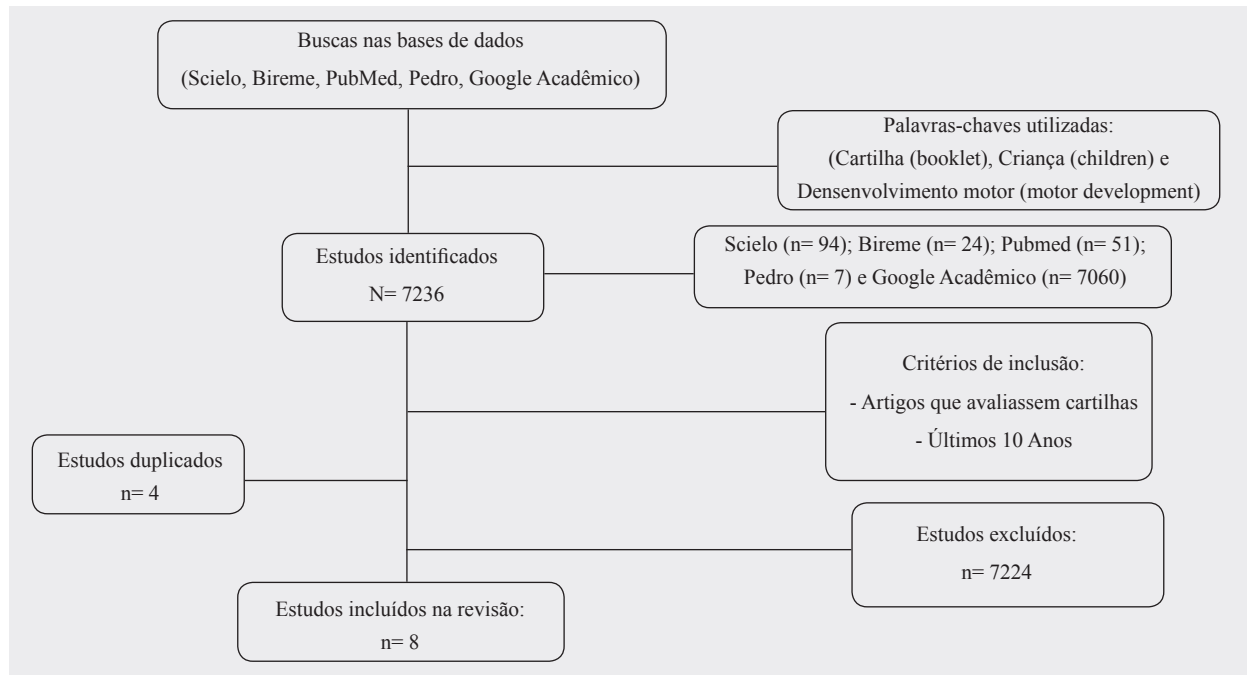 Buscas nas bases de dados
(Scielo, Bireme, PubMed, Pedro, Google Acadêmico)
Palavras-chaves utilizadas:
(Cartilha (booklet), Criança (children) e
Densenvolvimento motor (motor development)
Estudos identificados
N= 7236
Scielo (n= 94); Bireme (n= 24); Pubmed (n= 51);
Pedro (n= 7) e Google Acadêmico (n= 7060)
Critérios de inclusão:
- Artigos que avaliassem cartilhas
- Últimos 10 Anos
Estudos duplicados
n= 4
Estudos excluídos:
n= 7224
Estudos incluídos na revisão:
n= 8